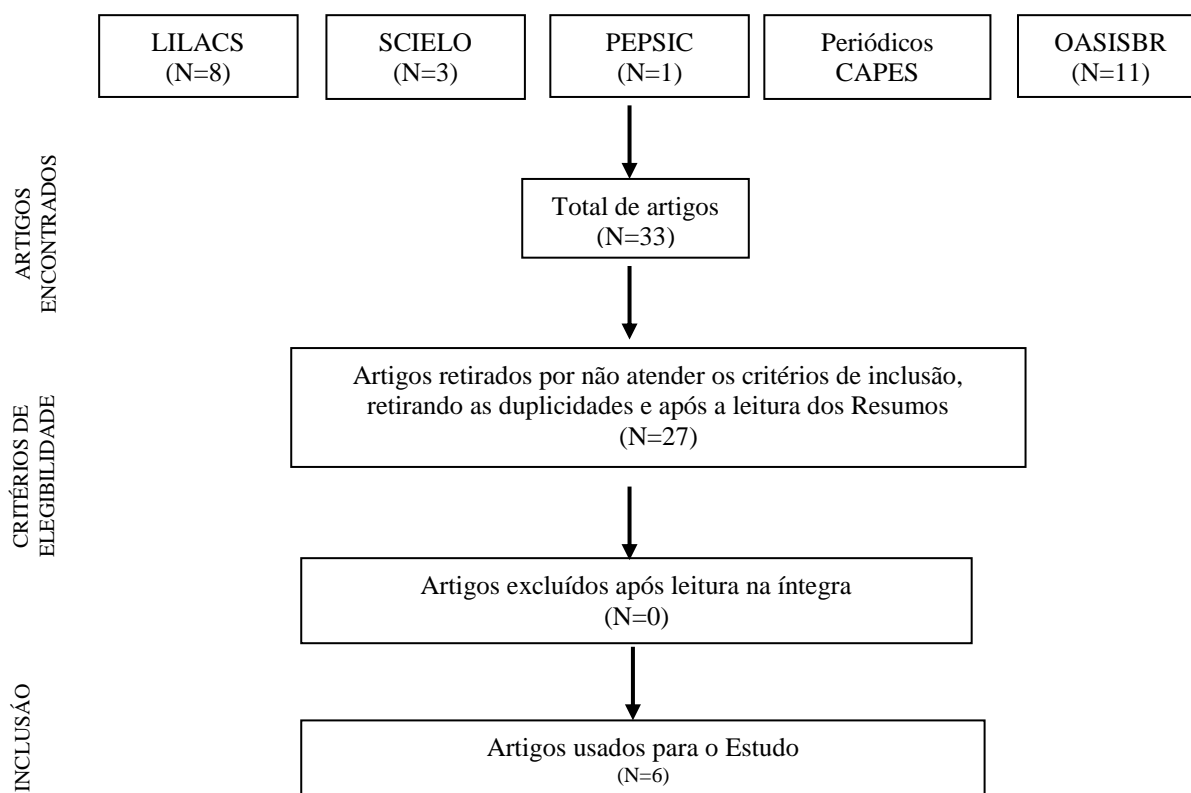 LILACS
(N=8)
SCIELO
(N=3)
PEPSIC
(N=1)
Periódicos
CAPES
OASISBR
(N=11)
ARTIGOS
ENCONTRADOS
Total de artigos
(N=33)
CRITÉRIOS DE
ELEGIBILIDADE
Artigos retirados por não atender os critérios de inclusão,
retirando as duplicidades e após a leitura dos Resumos
(N=27)
Artigos excluídos após leitura na íntegra
(N=0)
INCLUSÁO
Artigos usados para o Estudo
(N=6)